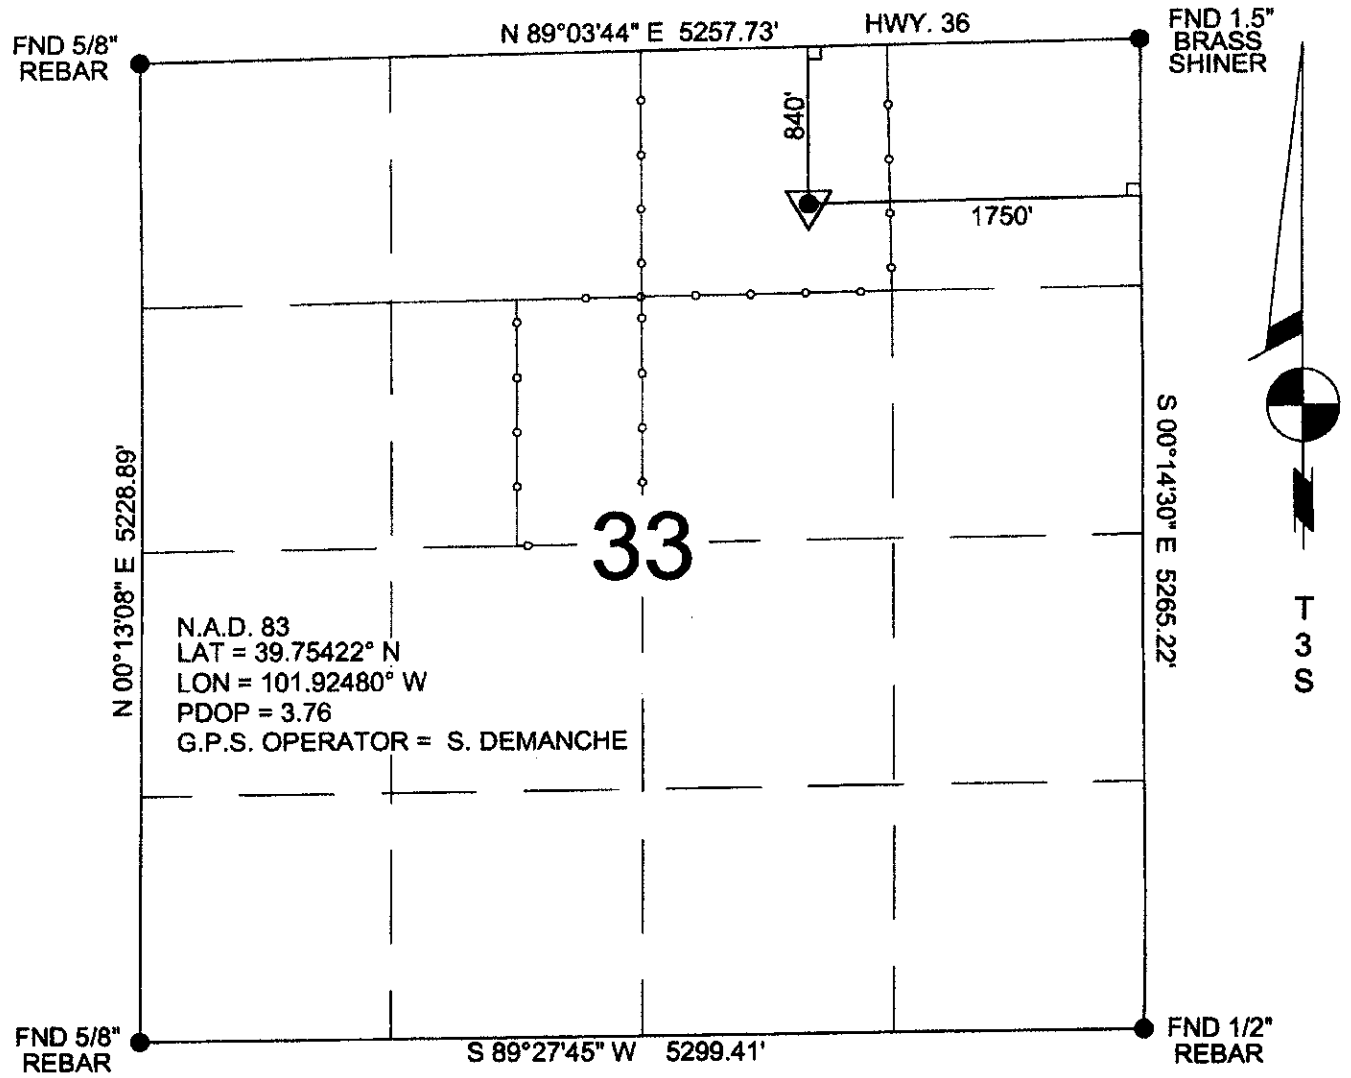 FND 5/8"
REBAR
N 89°03'44" E 5257.73'
HWY. 36
FND 1.5"
BRASS
SHINER
840'
1750'
N 00°13'08" E 5228.89'
S 00°14'30" E 5265.22'
33
T
3
S
N.A.D. 83
LAT = 39.75422° N
LON = 101.92480° W
PDOP = 3.76
G.P.S. OPERATOR = S. DEMANCHE
FND 5/8"
REBAR
S 89°27'45" W 5299.41'
FND 1/2"
REBAR